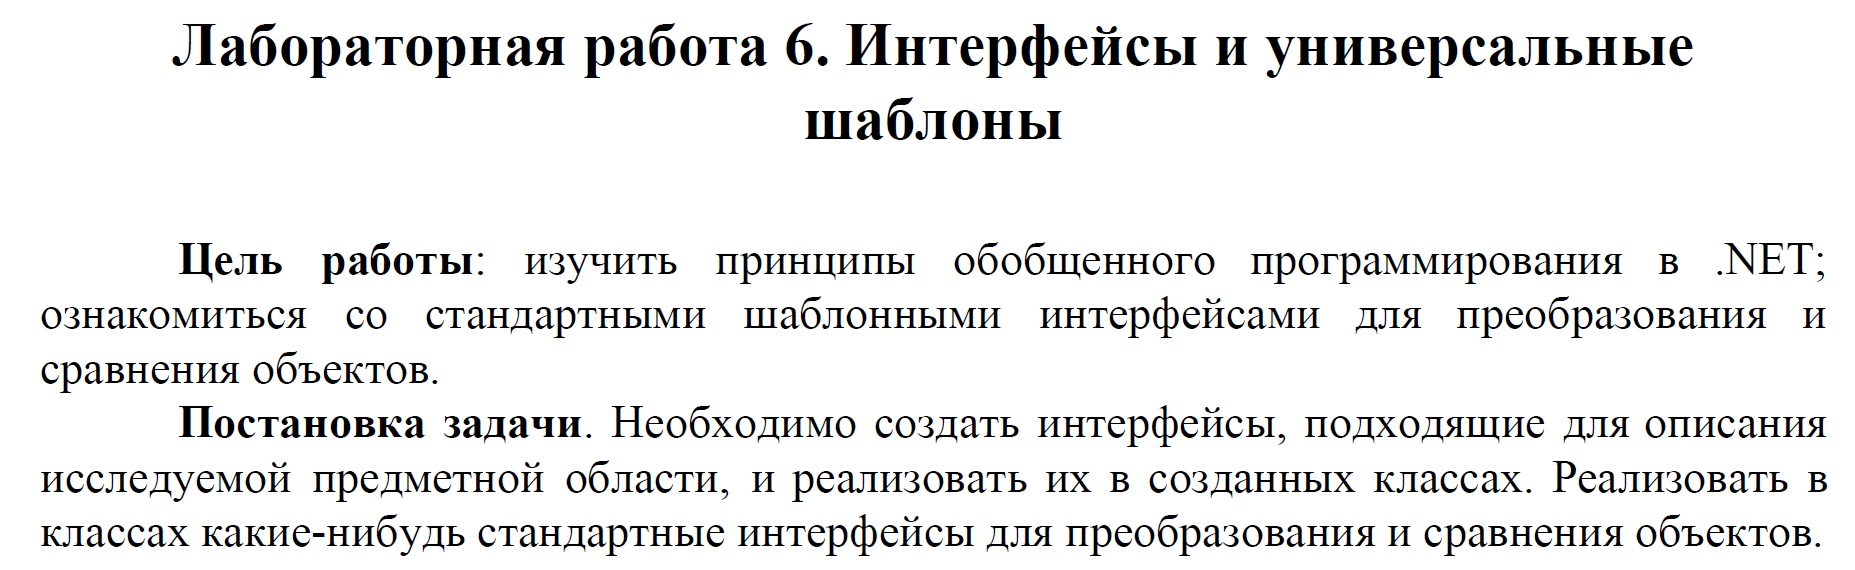 Лабораторная работа 6. Интерфейсы и универсальные
шаблоны
Цель работы: изучить принципы обобщенного программирования в .NET;
ознакомиться со стандартными шаблонными интерфейсами для преобразования и
сравнения объектов.
Постановка задачи. Необходимо создать интерфейсы, подходящие для описания
исследуемой предметной области, и реализовать их в созданных классах. Реализовать в
классах какие-нибудь стандартные интерфейсы для преобразования и сравнения объектов.